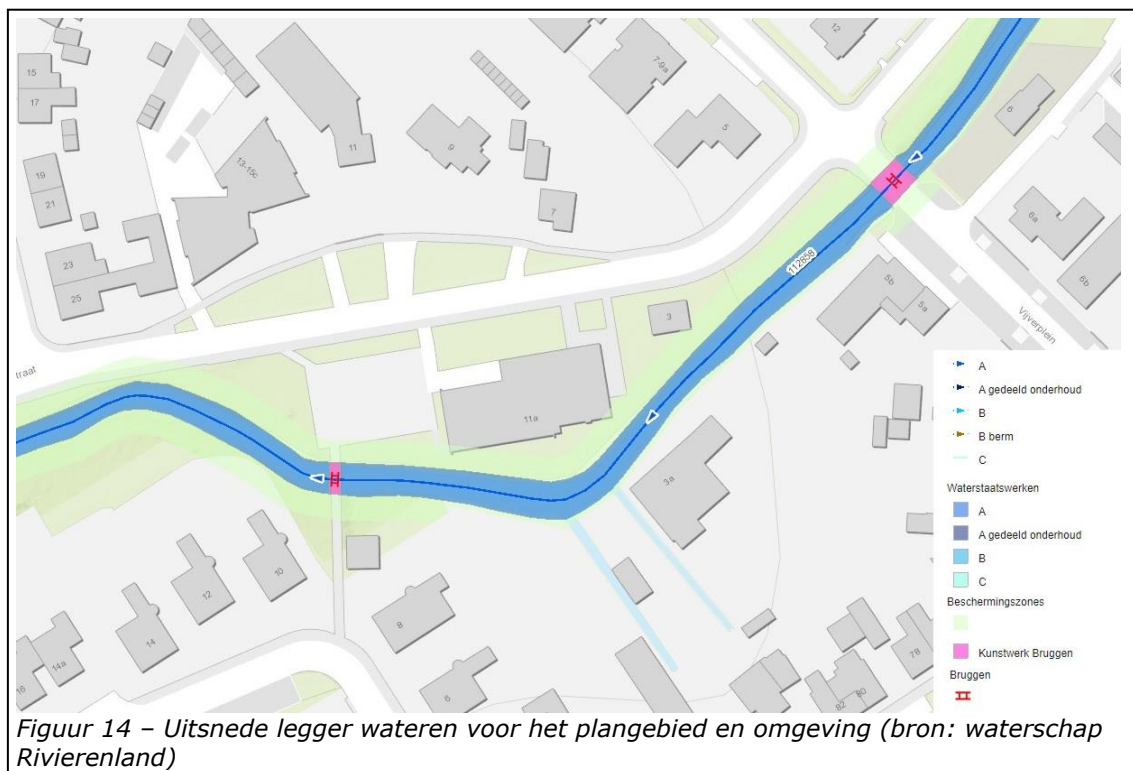 12
7-9a
5
6
15
17
11
9
13-15c
19
21
7
6a
6b
23
25
5b
5a
Vijverplein
112658
3
traat
11a
3a
10
12
8
14
14a
16
6
7B
80
82
A
A gedeeld onderhoud
B
B berm
C
Waterstaatswerken
A
A gedeeld onderhoud
B
C
Beschermingszones
Kunstwerk Bruggen
Bruggen
Figuur 14 – Uitsnede legger wateren voor het plangebied en omgeving (bron: waterschap
Rivierenland)